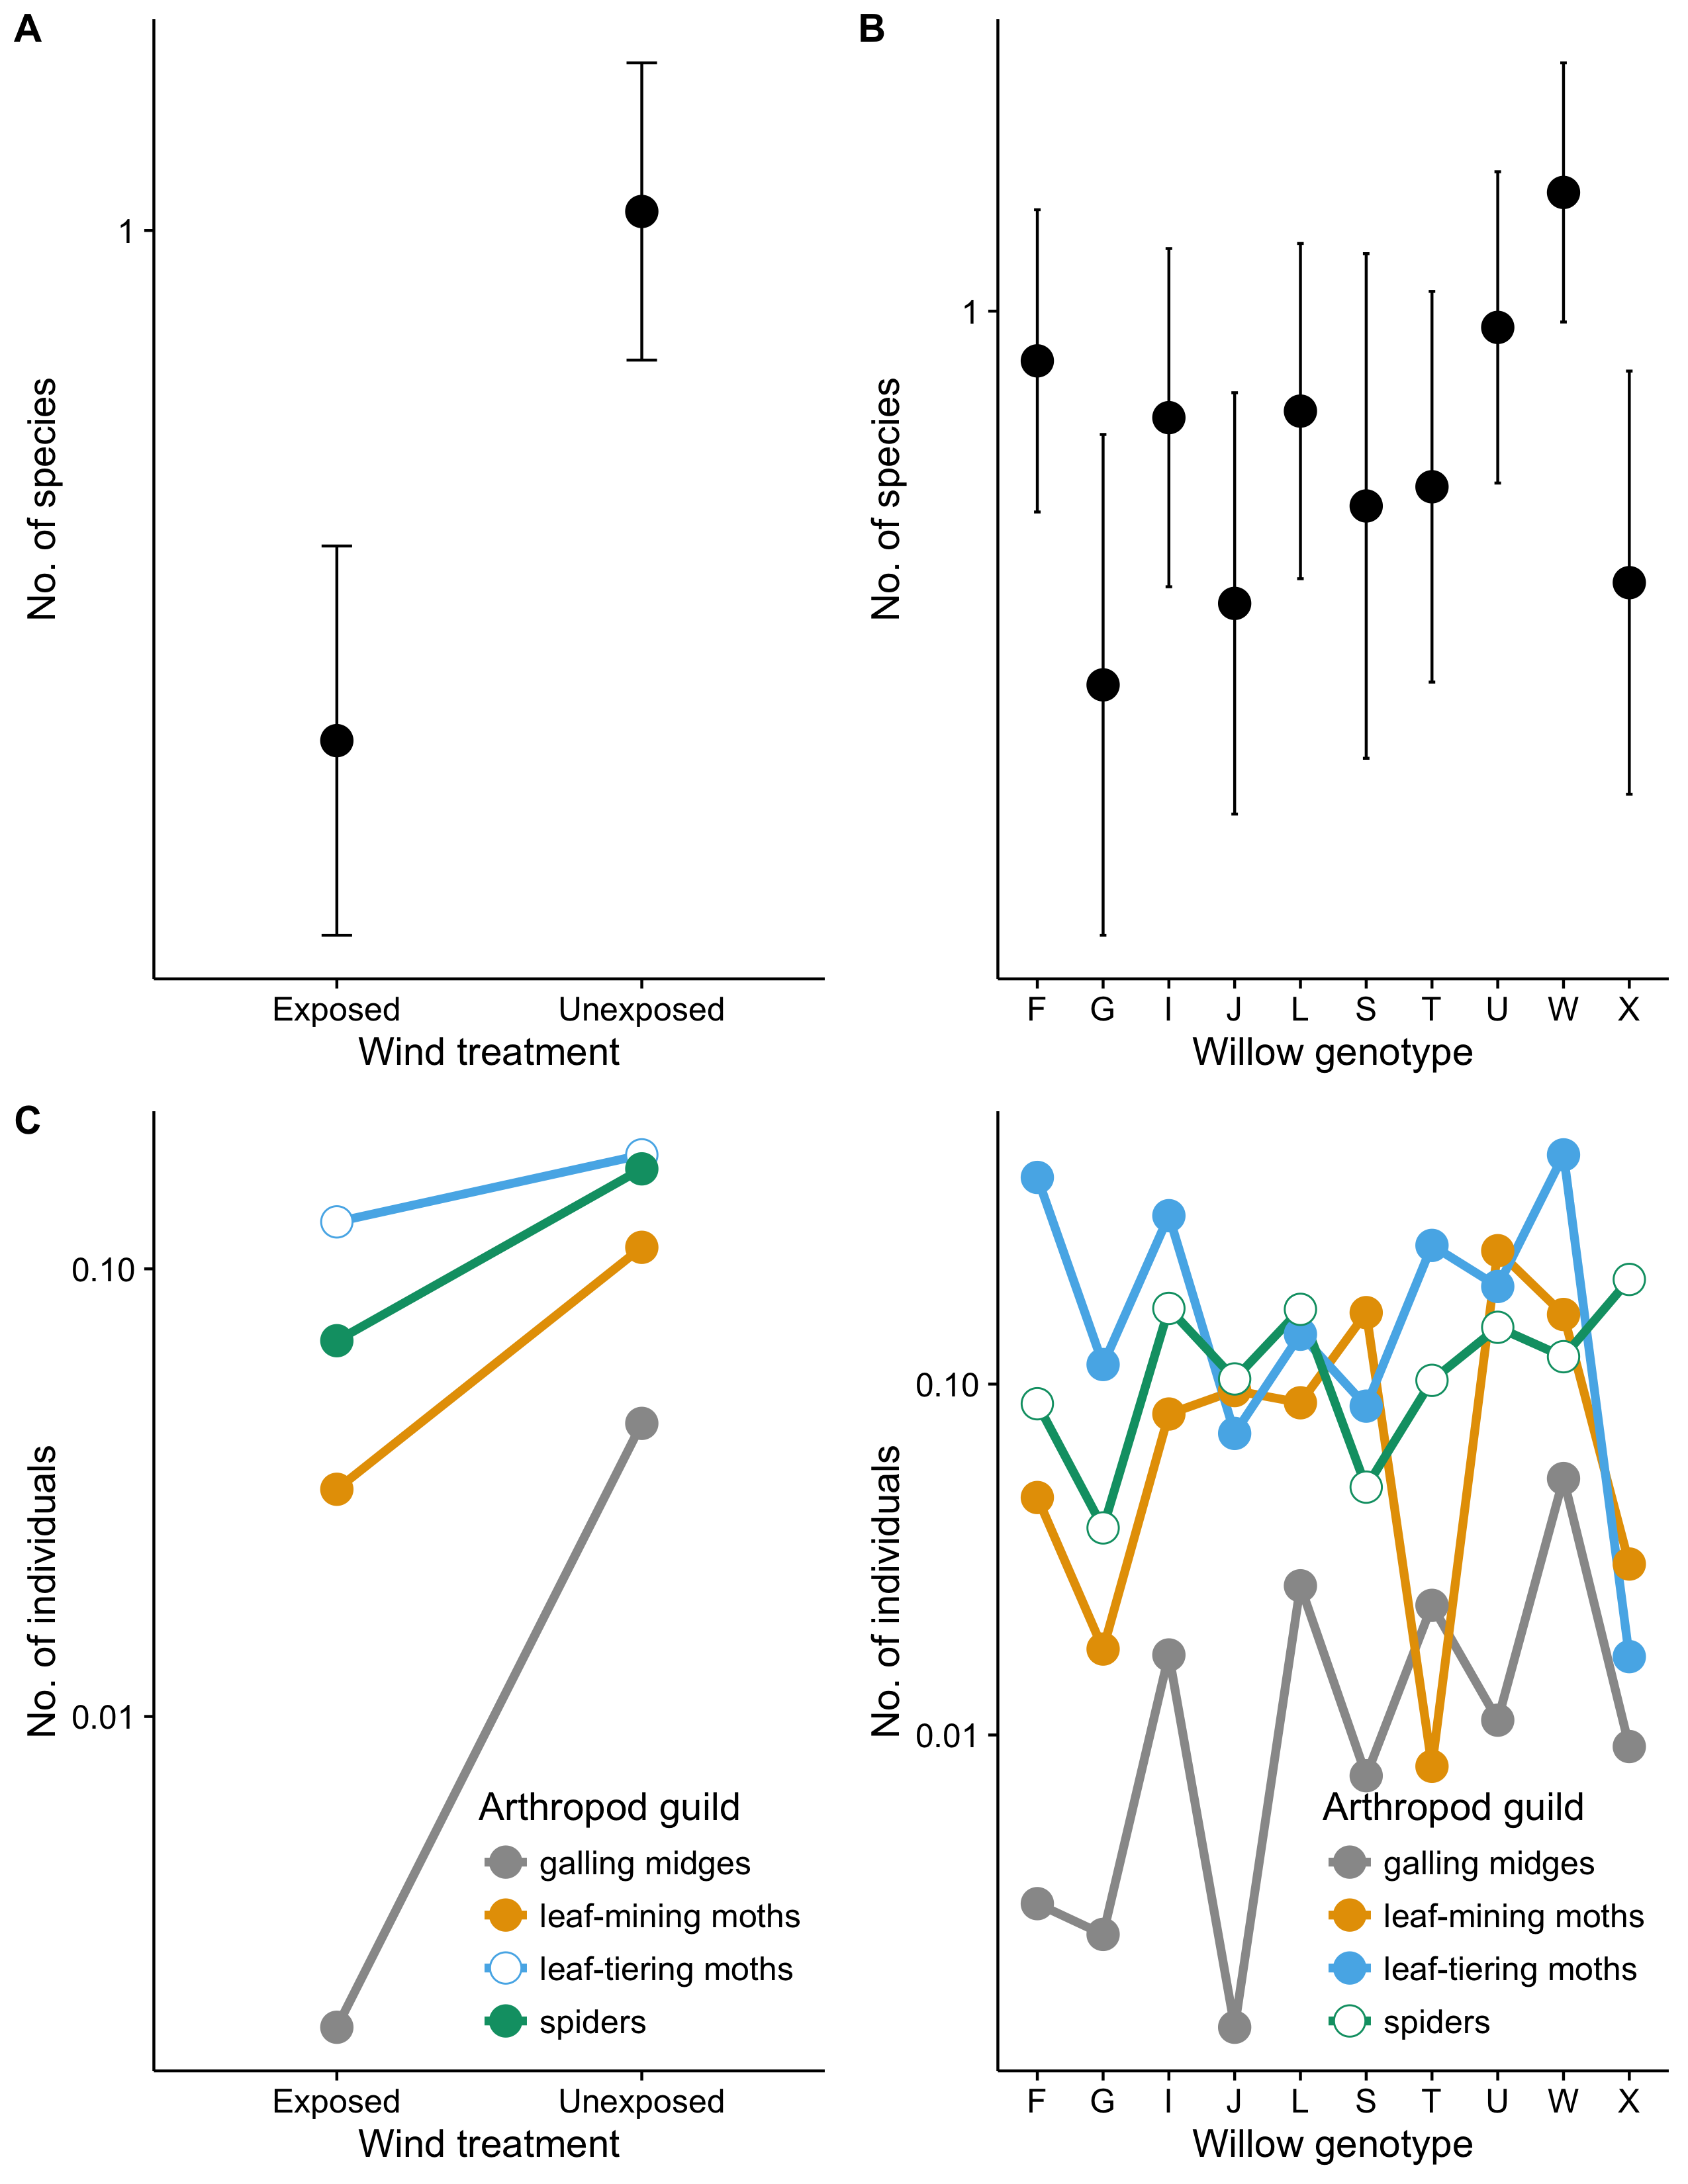 A
No. of species
1
Exposed Unexposed
Wind treatment
B
No. of species
1
F G I J L S T U W X
Willow genotype
C
No. of individuals
0.10
0.01
Arthropod guild
galling midges
leaf-mining moths
leaf-tiering moths
spiders
Exposed Unexposed
Wind treatment
No. of individuals
0.10
0.01
Arthropod guild
galling midges
leaf-mining moths
leaf-tiering moths
spiders
F G I J L S T U W X
Willow genotype